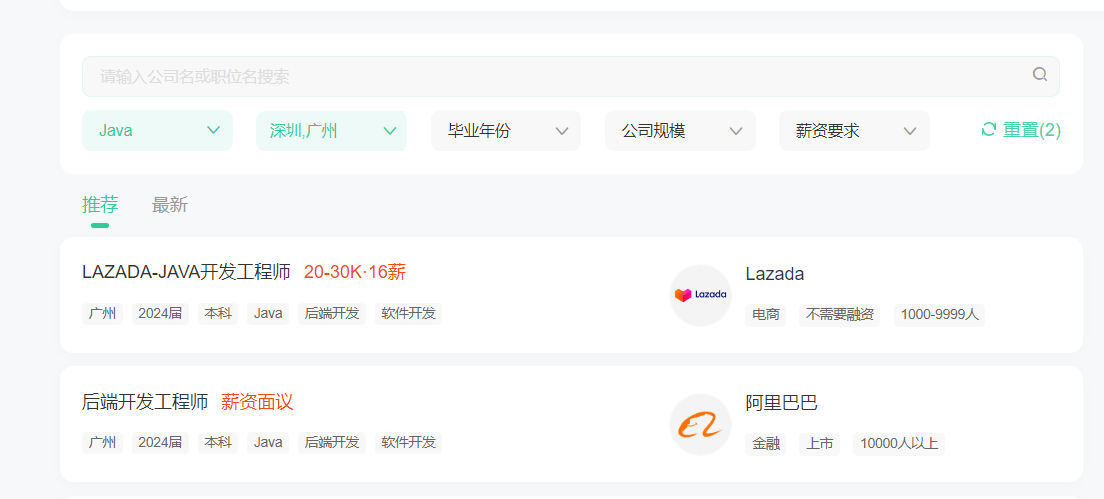 请输入公司名或职位名搜索
Java 深圳,广州 毕业年份 公司规模 薪资要求 重置(2)
推荐 最新
LAZADA-JAVA开发工程师 20-30K·16薪
广州 2024届 本科 Java 后端开发 软件开发
Lazada
Lazada
电商 不需要融资 1000-9999人
后端开发工程师 薪资面议
广州 2024届 本科 Java 后端开发 软件开发
阿里巴巴
金融 上市 10000人以上